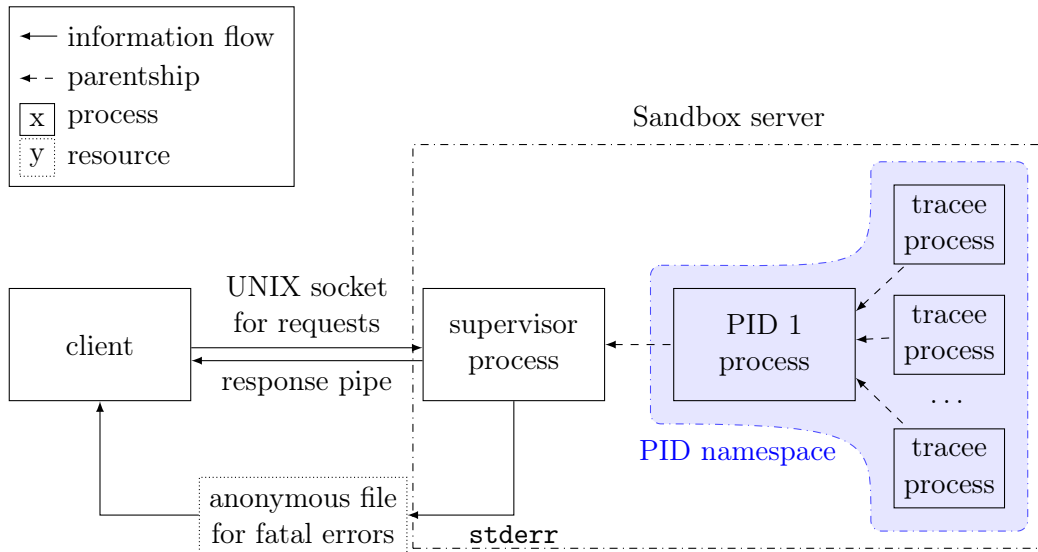 information flow
parentship
x process
y resource
Sandbox server
tracee
process
UNIX socket
for requests
client
supervisor
process
PID 1
process
tracee
process
response pipe
...
PID namespace
tracee
process
anonymous file
for fatal errors
stderr